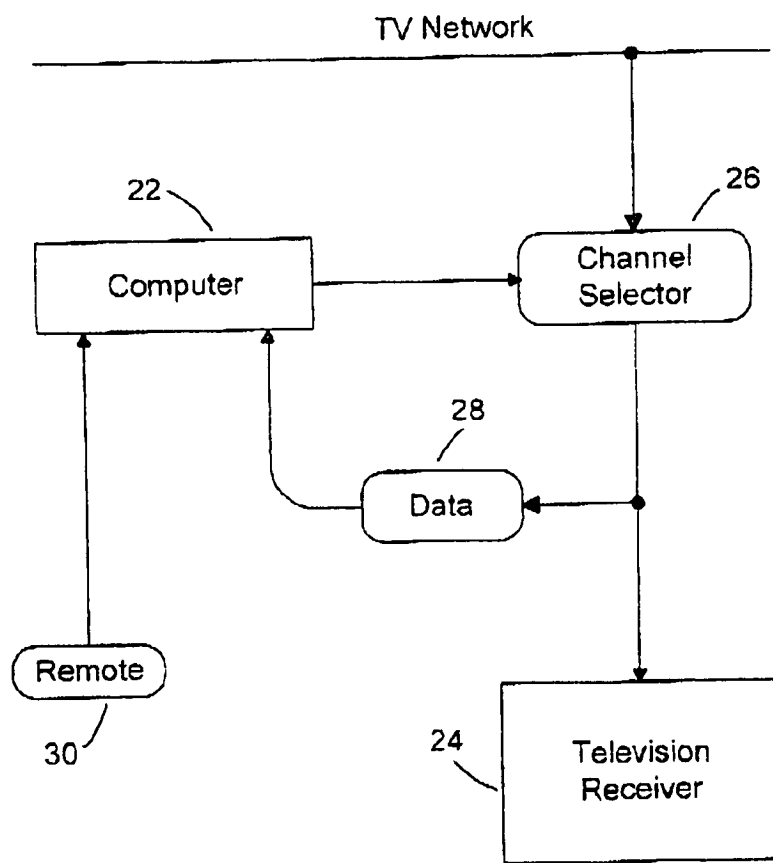 TV Network
22
26
Computer
Channel
Selector
28
Data
Remote
30
24
Television
Receiver